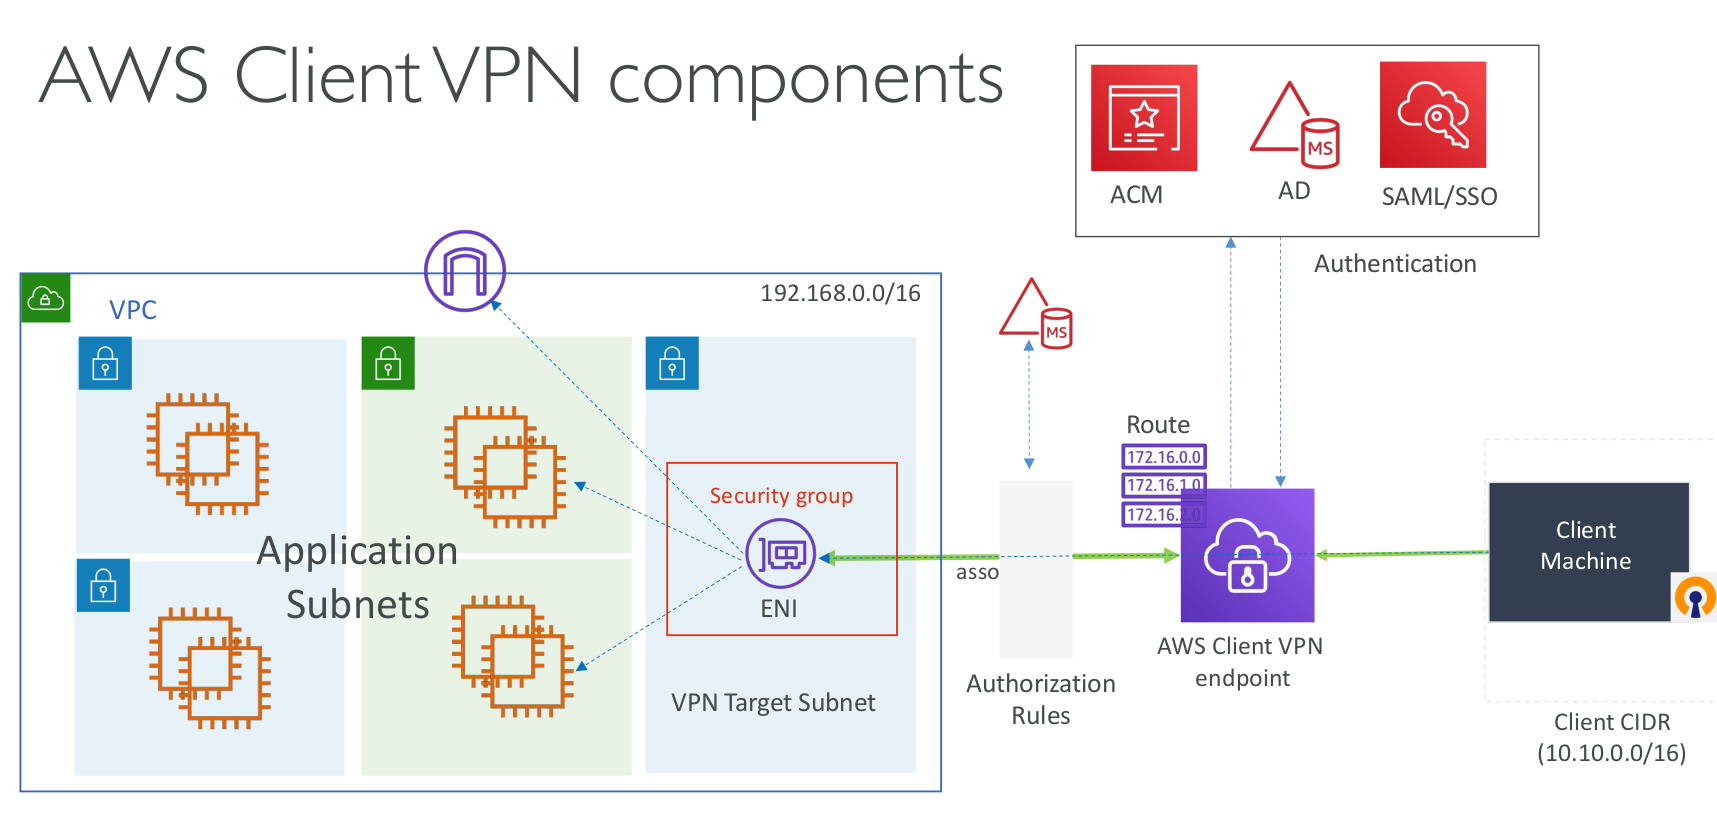 AWS Client VPN components
ACM
AD
MS
SAML/SSO
Authentication
VPC
192.168.0.0/16
MS
Route
172.16.0.0
172.16.1.0
172.16.2.0
Security group
ENI
Application
Subnets
VPN Target Subnet
asso
Authorization
Rules
AWS Client VPN
endpoint
Client
Machine
Client CIDR
(10.10.0.0/16)